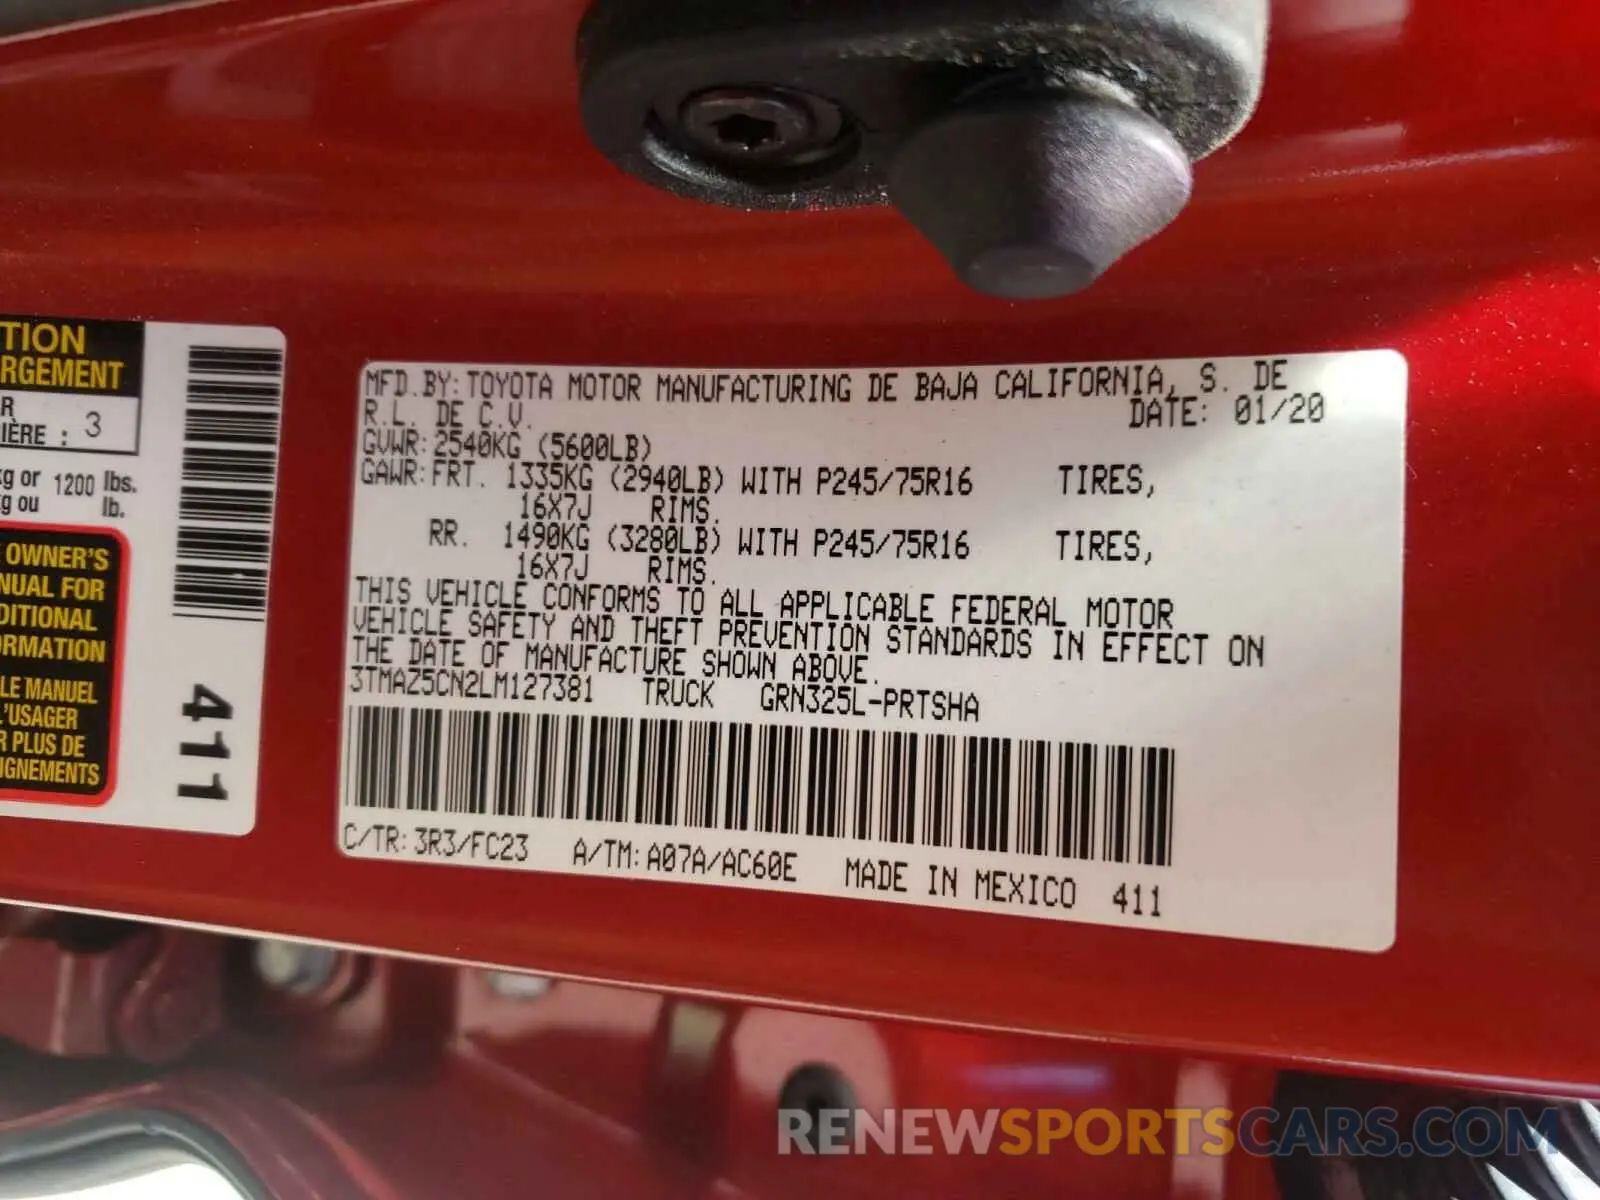 TION
RGEMENT
R
IÈRE : 3
kg or 1200 lbs.
kg ou lb.
OWNER'S
NUAL FOR
DITIONAL
ORMATION
LE MANUEL
L'USAGER
R PLUS DE
IGNEMENTS
411
MFD.BY:TOYOTA MOTOR MANUFACTURING DE BAJA CALIFORNIA, S. DE
R.L. DE C.V. DATE: 01/20
GVWR:2540KG (5600LB)
GAWR:FRT. 1335KG (2940LB) WITH P245/75R16 TIRES,
16X7J RIMS.
RR. 1490KG (3280LB) WITH P245/75R16 TIRES,
16X7J RIMS.
THIS VEHICLE CONFORMS TO ALL APPLICABLE FEDERAL MOTOR
VEHICLE SAFETY AND THEFT PREVENTION STANDARDS IN EFFECT ON
THE DATE OF MANUFACTURE SHOWN ABOVE.
3TMAZ5CN2LM127381 TRUCK GRN325L-PRTSHA
C/TR:3R3/FC23 A/TM:A07A/AC60E MADE IN MEXICO 411
RENEWSPORTSCARS.COM